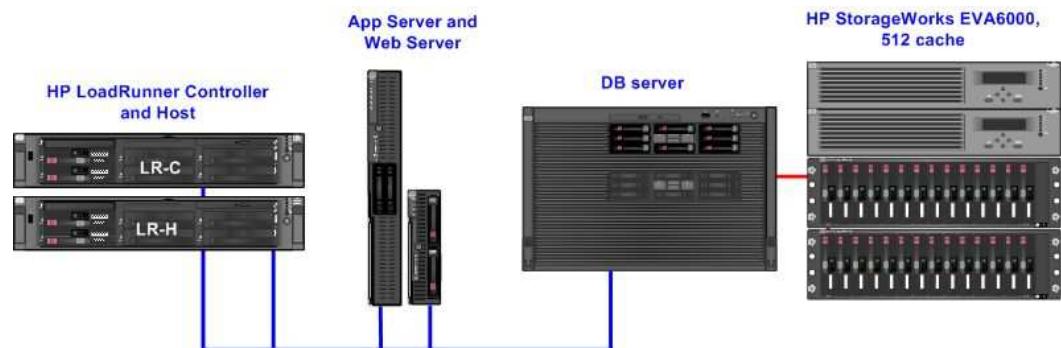 HP LoadRunner Controller
and Host
LR-C
LR-H
App Server and
Web Server
DB server
HP StorageWorks EVA6000,
512 cache